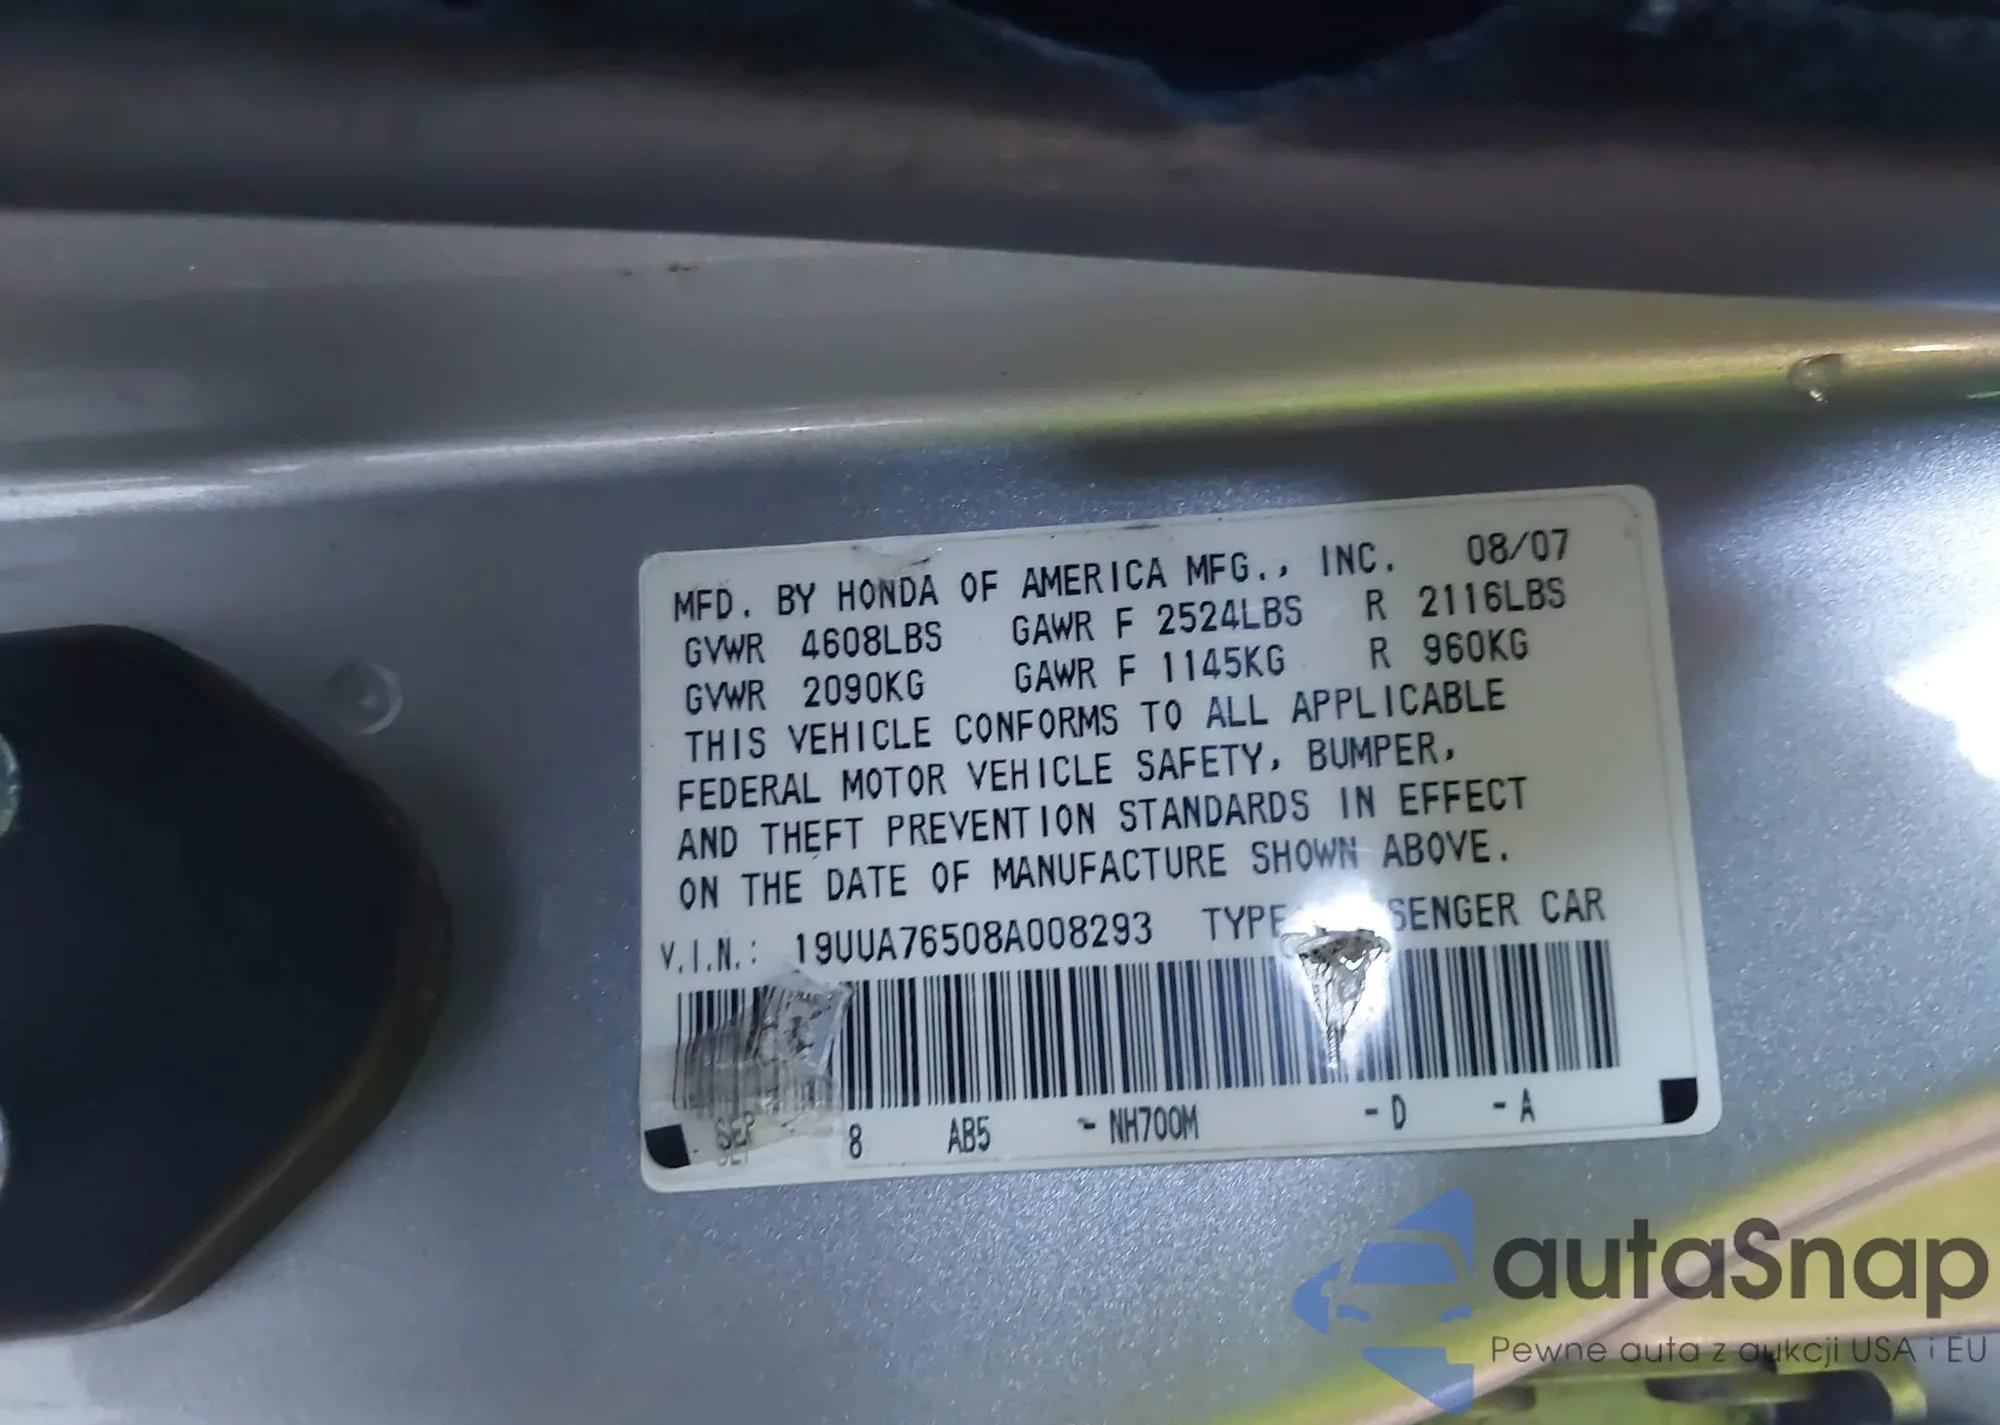 MFD. BY HONDA OF AMERICA MFG., INC. 08/07
GVWR 4608LBS GAWR F 2524LBS R 2116LBS
GVWR 2090KG GAWR F 1145KG R 960KG
THIS VEHICLE CONFORMS TO ALL APPLICABLE
FEDERAL MOTOR VEHICLE SAFETY, BUMPER,
AND THEFT PREVENTION STANDARDS IN EFFECT
ON THE DATE OF MANUFACTURE SHOWN ABOVE.
V.I.N.: 19UUA76508A008293 TYPE SENGER CAR
SEP 8 AB5 - NH700M - D - A
autaSnap
Pewne auta z aukcji USA i EU